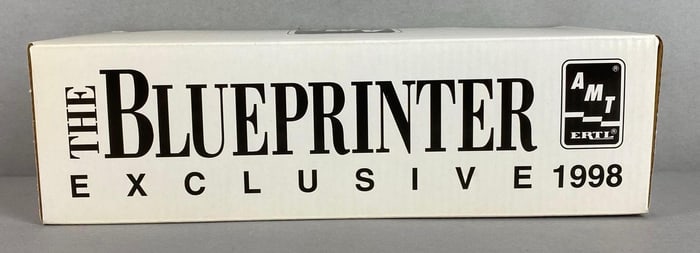 THE BLUEPRINTER
EXCLUSIVE 1998
AMT®
ERTL®